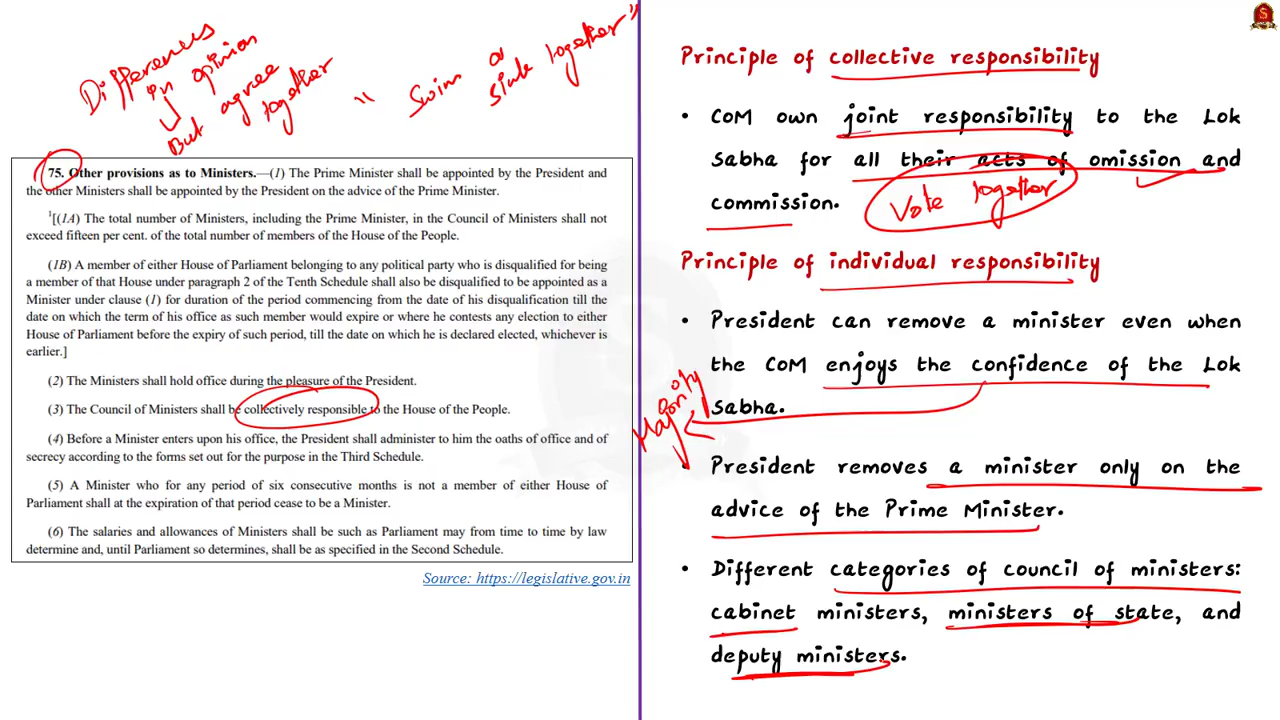 Differences
in opinion
But agree
together
" Swim or
sink together"
75. Other provisions as to Ministers.—(1) The Prime Minister shall be appointed by the President and
the other Ministers shall be appointed by the President on the advice of the Prime Minister.
1[(1A) The total number of Ministers, including the Prime Minister, in the Council of Ministers shall not
exceed fifteen per cent. of the total number of members of the House of the People.
(1B) A member of either House of Parliament belonging to any political party who is disqualified for being
a member of that House under paragraph 2 of the Tenth Schedule shall also be disqualified to be appointed as a
Minister under clause (1) for duration of the period commencing from the date of his disqualification till the
date on which the term of his office as such member would expire or where he contests any election to either
House of Parliament before the expiry of such period, till the date on which he is declared elected, whichever is
earlier.]
(2) The Ministers shall hold office during the pleasure of the President.
(3) The Council of Ministers shall be collectively responsible to the House of the People.
(4) Before a Minister enters upon his office, the President shall administer to him the oaths of office and of
secrecy according to the forms set out for the purpose in the Third Schedule.
(5) A Minister who for any period of six consecutive months is not a member of either House of
Parliament shall at the expiration of that period cease to be a Minister.
(6) The salaries and allowances of Ministers shall be such as Parliament may from time to time by law
determine and, until Parliament so determines, shall be as specified in the Second Schedule.
Source: https://legislative.gov.in
Principle of collective responsibility
• CoM own joint responsibility to the Lok
Sabha for all their acts of omission and
commission.
Vote together
Principle of individual responsibility
• President can remove a minister even when
the CoM enjoys the confidence of the Lok
Sabha.
Majority
• President removes a minister only on the
advice of the Prime Minister.
• Different categories of council of ministers:
cabinet ministers, ministers of state, and
deputy ministers.